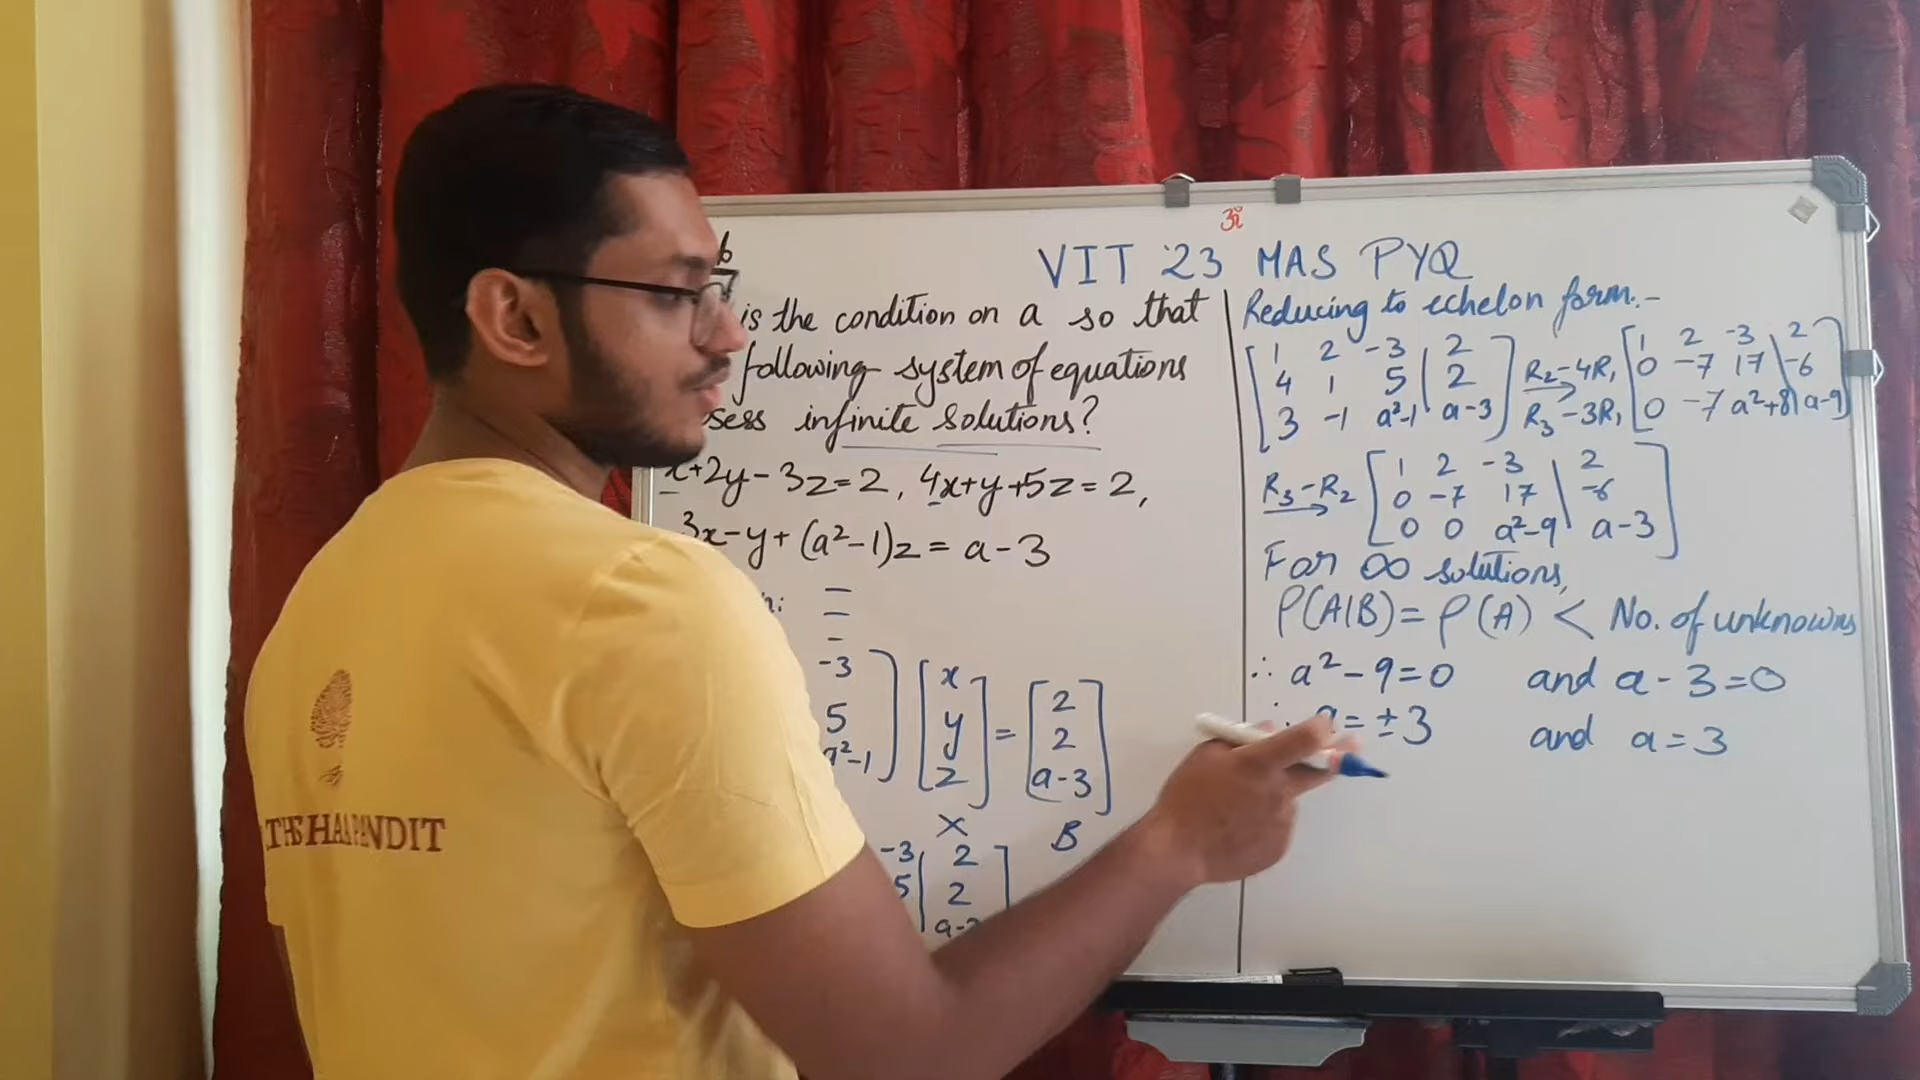 ॐ
VIT '23 MAS PYQ
is the condition on a so that
following system of equations
sess infinite solutions?
x+2y-3z=2, 4x+y+5z=2,
3x-y+(a²-1)z = a-3
n:
-3
5
a²-1
x
y
z
=
2
2
a-3
X
B
-3 | 2
5 | 2
Reducing to echelon form.-
1 2 -3 | 2
4 1 5 | 2
3 -1 a²-1 | a-3
R₂-4R₁
R₃-3R₁
1 2 -3 | 2
0 -7 17 | -6
0 -7 a²+8 | a-9
R₃-R₂
1 2 -3 | 2
0 -7 17 | -6
0 0 a²-9 | a-3
For ∞ solutions,
ρ(A|B) = ρ(A) < No. of unknowns
∴ a²-9=0 and a-3=0
∴ a=±3 and a=3